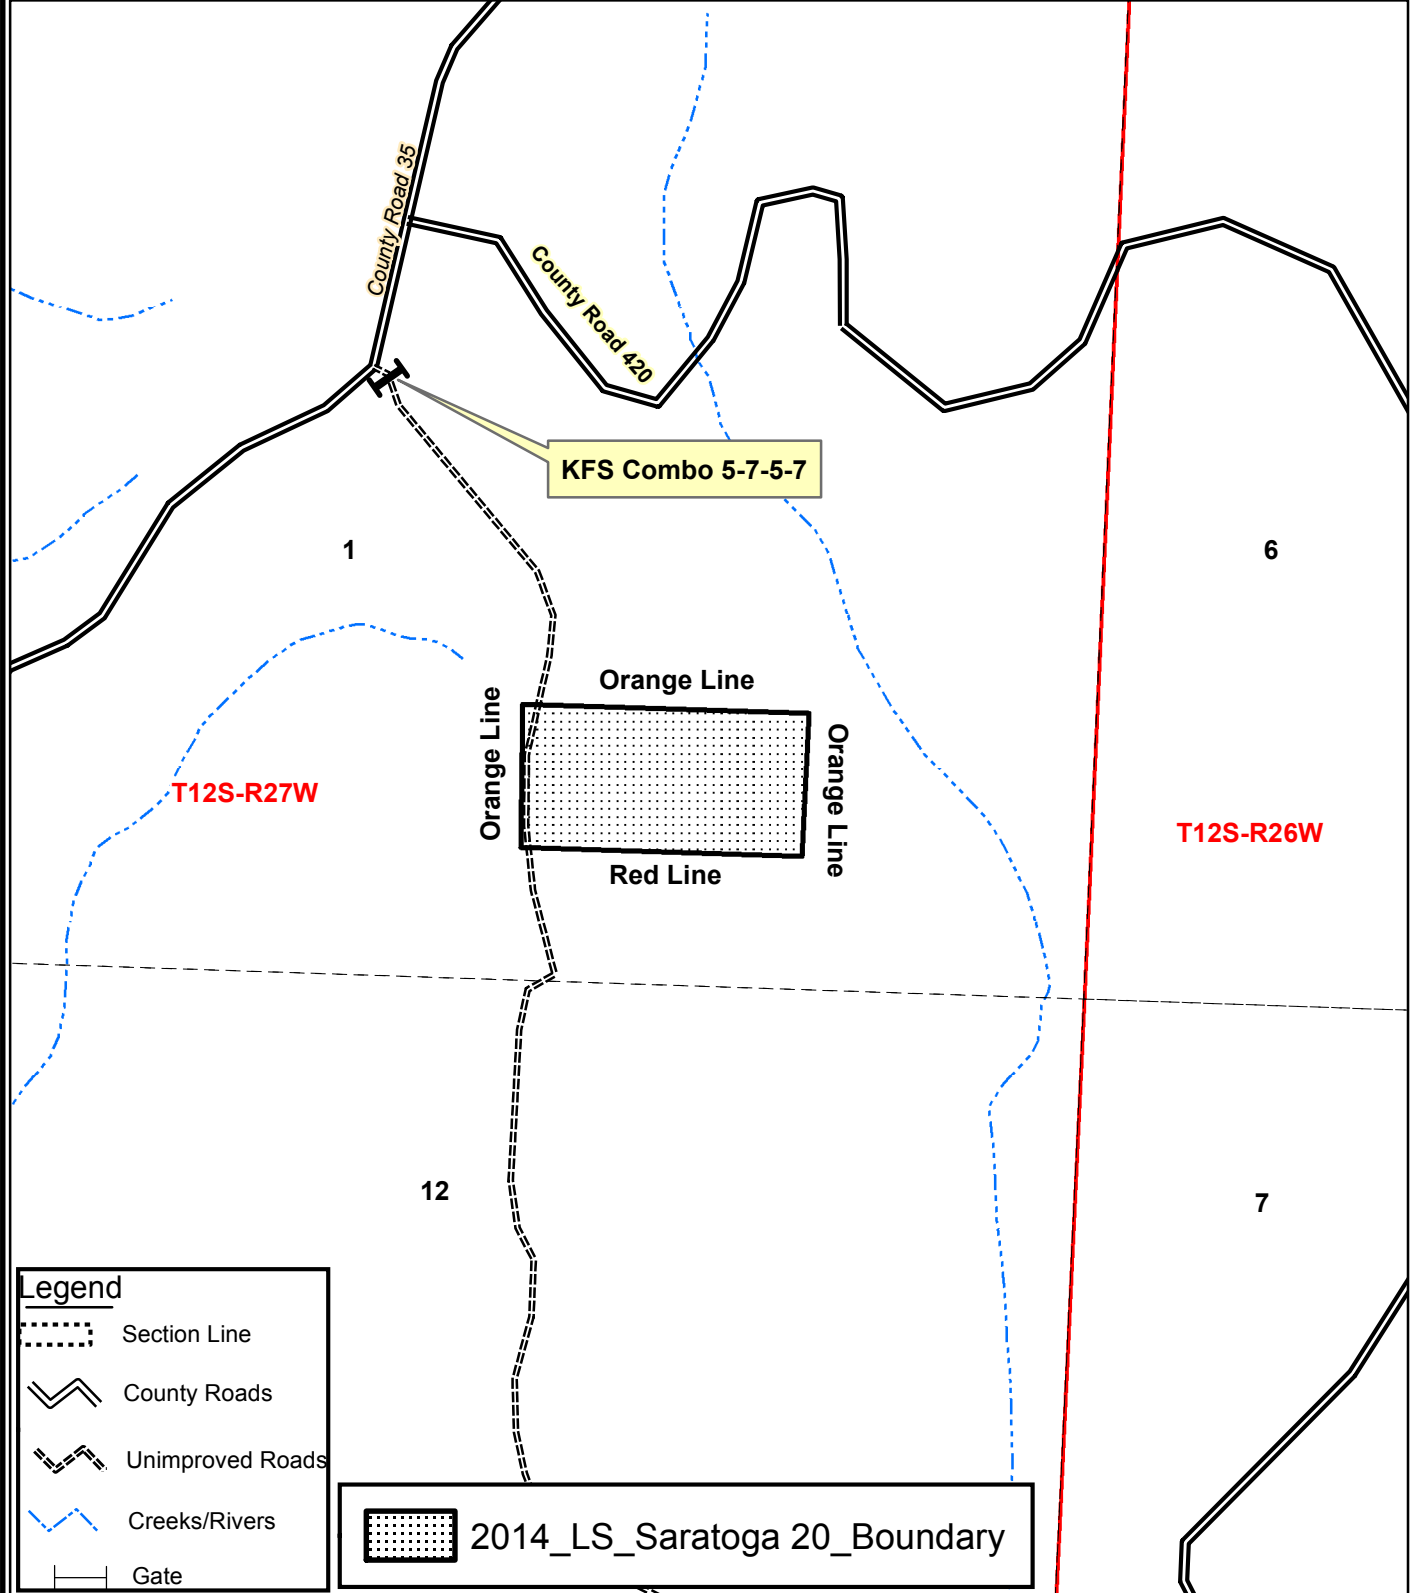 County Road 35
County Road 420
KFS Combo 5-7-5-7
1
6
Orange Line
Orange Line
Orange Line
T12S-R27W
T12S-R26W
Red Line
12
7
Legend
Section Line
County Roads
Unimproved Roads
Creeks/Rivers
Gate
2014_LS_Saratoga 20_Boundary